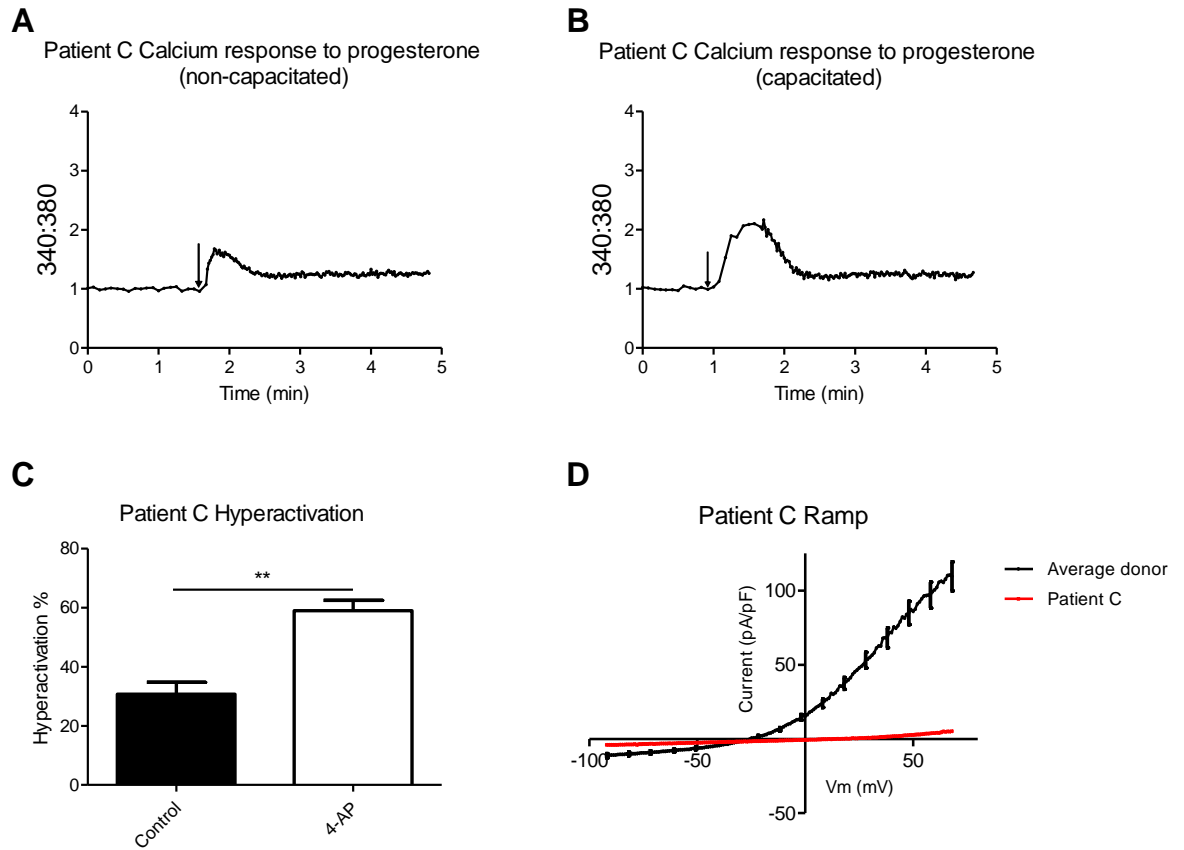 A
Patient C Calcium response to progesterone
(non-capacitated)
340:380
4
3
2
1
0
0 1 2 3 4 5
Time (min)
B
Patient C Calcium response to progesterone
(capacitated)
340:380
4
3
2
1
0
0 1 2 3 4 5
Time (min)
C
Patient C Hyperactivation
Hyperactivation %
80
60
40
20
0
**
Control
4-AP
D
Patient C Ramp
Current (pA/pF)
100
50
-50
-100 -50 50
Vm (mV)
Average donor
Patient C